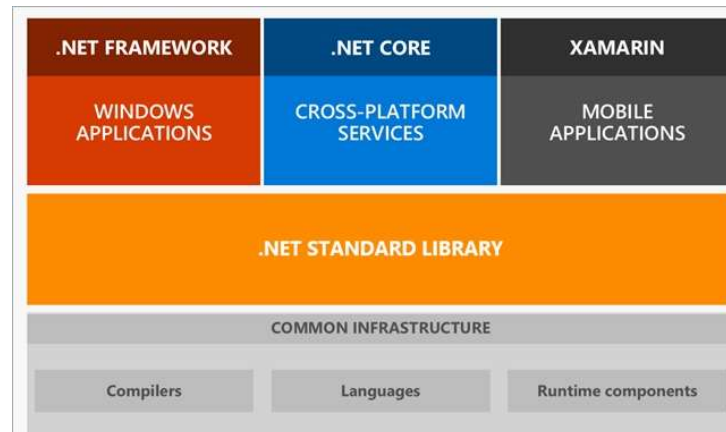 .NET FRAMEWORK
.NET CORE
XAMARIN
WINDOWS
APPLICATIONS
CROSS-PLATFORM
SERVICES
MOBILE
APPLICATIONS
.NET STANDARD LIBRARY
COMMON INFRASTRUCTURE
Compilers
Languages
Runtime components